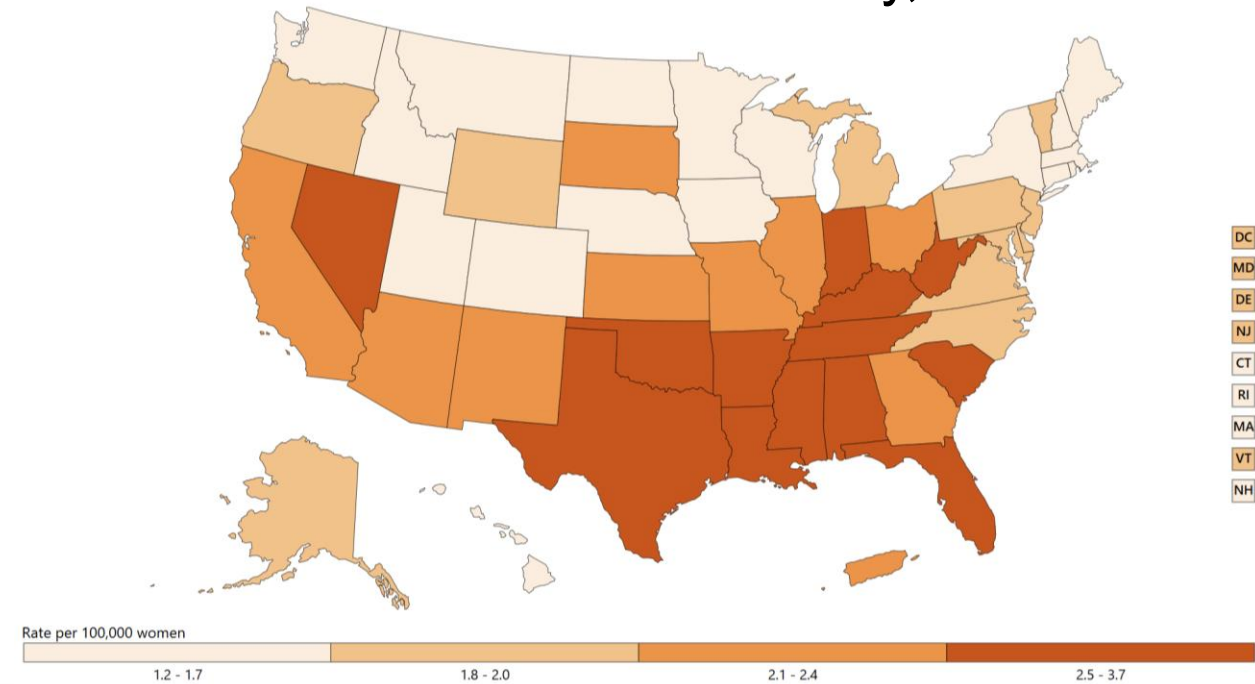 DC
MD
DE
NJ
CT
RI
MA
VT
NH
Rate per 100,000 women
1.2 - 1.7
1.8 - 2.0
2.1 - 2.4
2.5 - 3.7